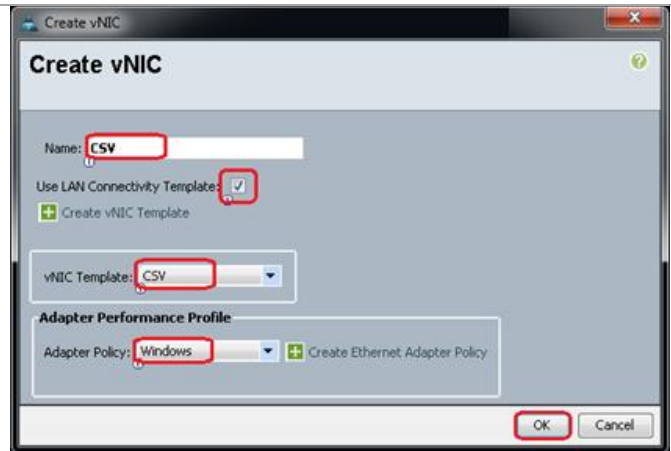 Create vNIC
Create vNIC
Name: CSV
Use LAN Connectivity Template:
Create vNIC Template
vNIC Template: CSV
Adapter Performance Profile
Adapter Policy: Windows Create Ethernet Adapter Policy
OK Cancel